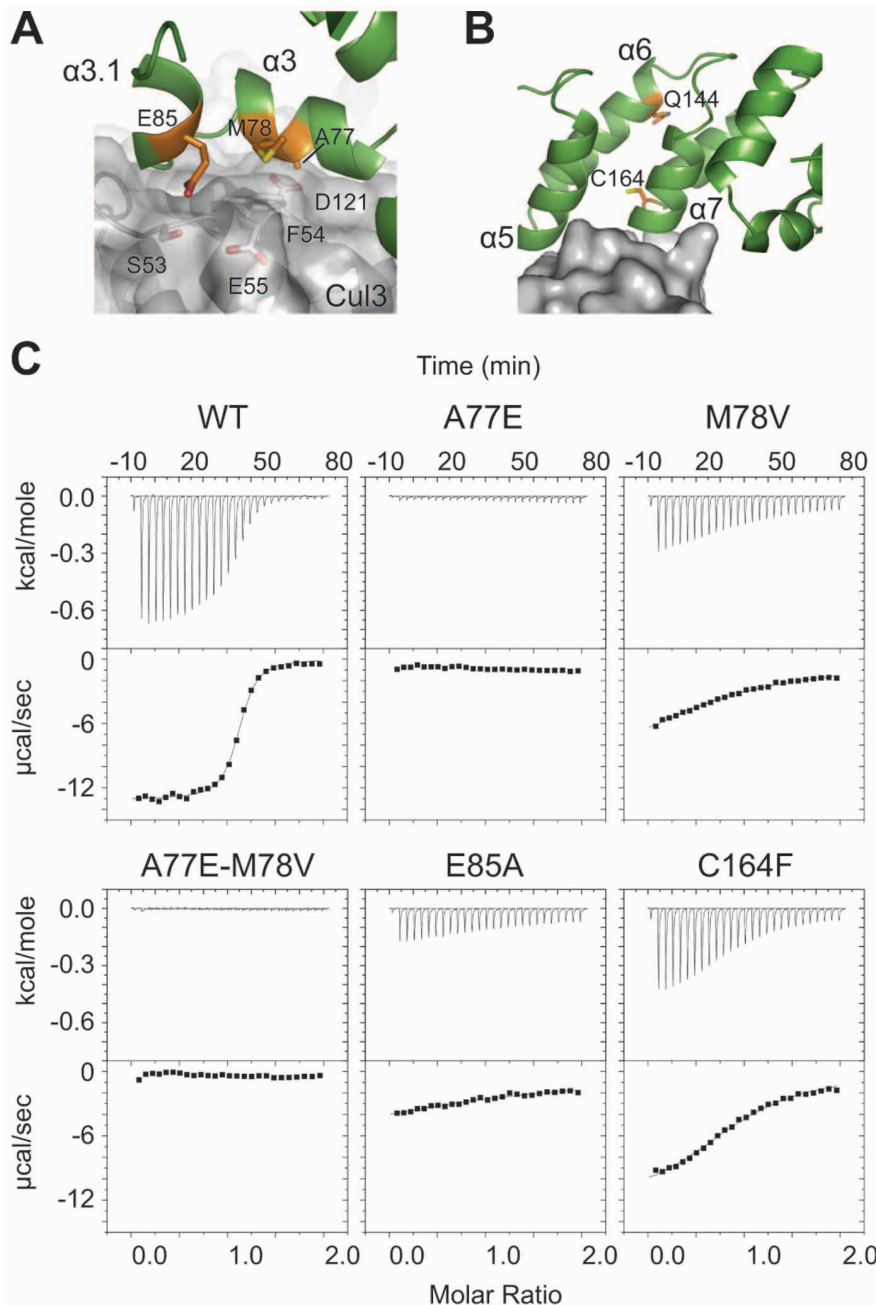 A
B
α3.1
α3
E85
M78
A77
D121
F54
S53
E55
Cul3
α6
Q144
C164
α7
α5
C
Time (min)
WT
A77E
M78V
-10 20 50 80
-10 20 50 80
-10 20 50 80
kcal/mole
0.0
-0.3
-0.6
µcal/sec
0
-6
-12
A77E-M78V
E85A
C164F
kcal/mole
0.0
-0.3
-0.6
µcal/sec
0
-6
-12
0.0 1.0 2.0
0.0 1.0
0.0 1.0 2.0
Molar Ratio